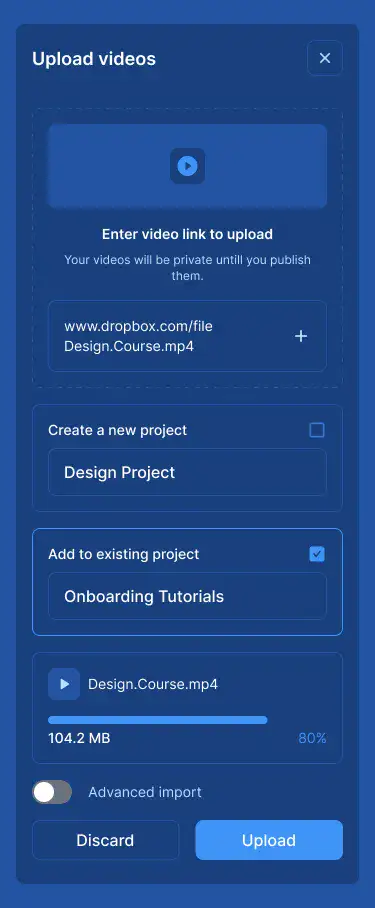 Upload videos
Enter video link to upload
Your videos will be private untill you publish
them.
www.dropbox.com/file
Design.Course.mp4
Create a new project
Design Project
Add to existing project
Onboarding Tutorials
Design.Course.mp4
104.2 MB
80%
Advanced import
Discard
Upload